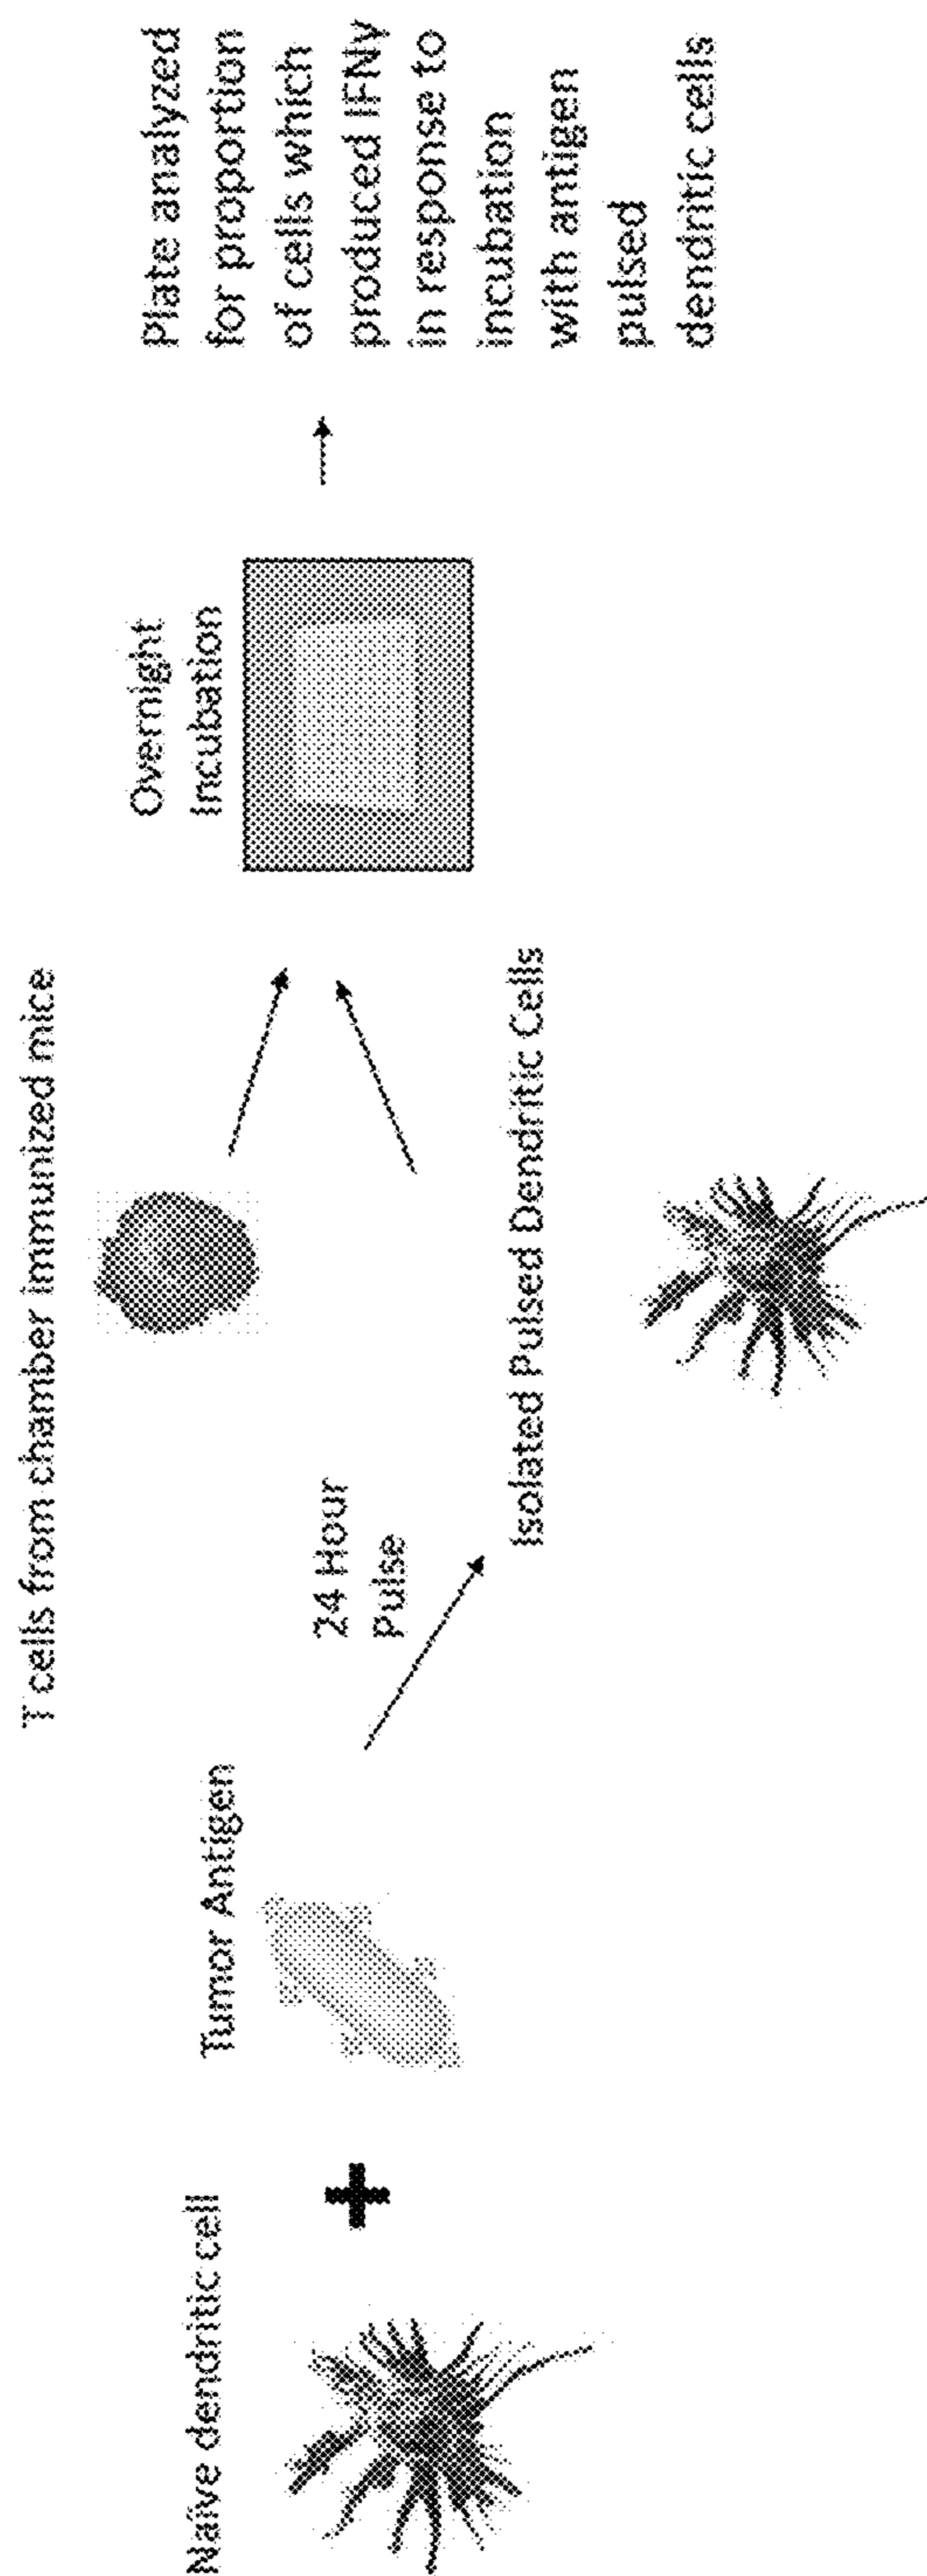 Naïve dendritic cell
Tumor Antigen
24 Hour
Pulse
T cells from chamber immunized mice
Isolated Pulsed Dendritic Cells
Overnight
Incubation
Plate analyzed
for proportion
of cells which
produced IFNγ
in response to
incubation
with antigen
pulsed
dendritic cells